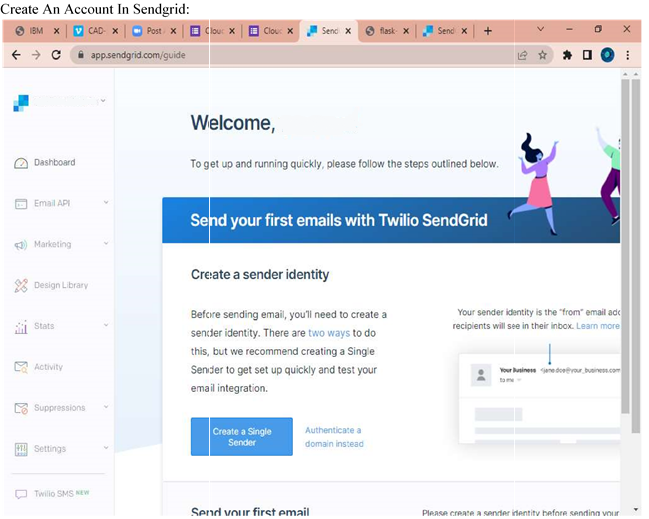 Create An Account In Sendgrid:
IBM
CAD-
Post
Clou
Clou
Send
flask
Send
app.sendgrid.com/guide
Welcome,
To get up and running quickly, please follow the steps outlined below.
Dashboard
Email API
Marketing
Design Library
Stats
Activity
Suppressions
Settings
Twilio SMS NEW
Send your first emails with Twilio SendGrid
Create a sender identity
Before sending email, you'll need to create a
sender identity. There are two ways to do
this, but we recommend creating a Single
Sender to get set up quickly and test your
email integration.
Create a Single
Sender
Authenticate a
domain instead
Your sender identity is the "from" email add
recipients will see in their inbox. Learn more
Your Business <jane.doe@your_business.com
to me
Send your first email
Please create a sender identity before sending your